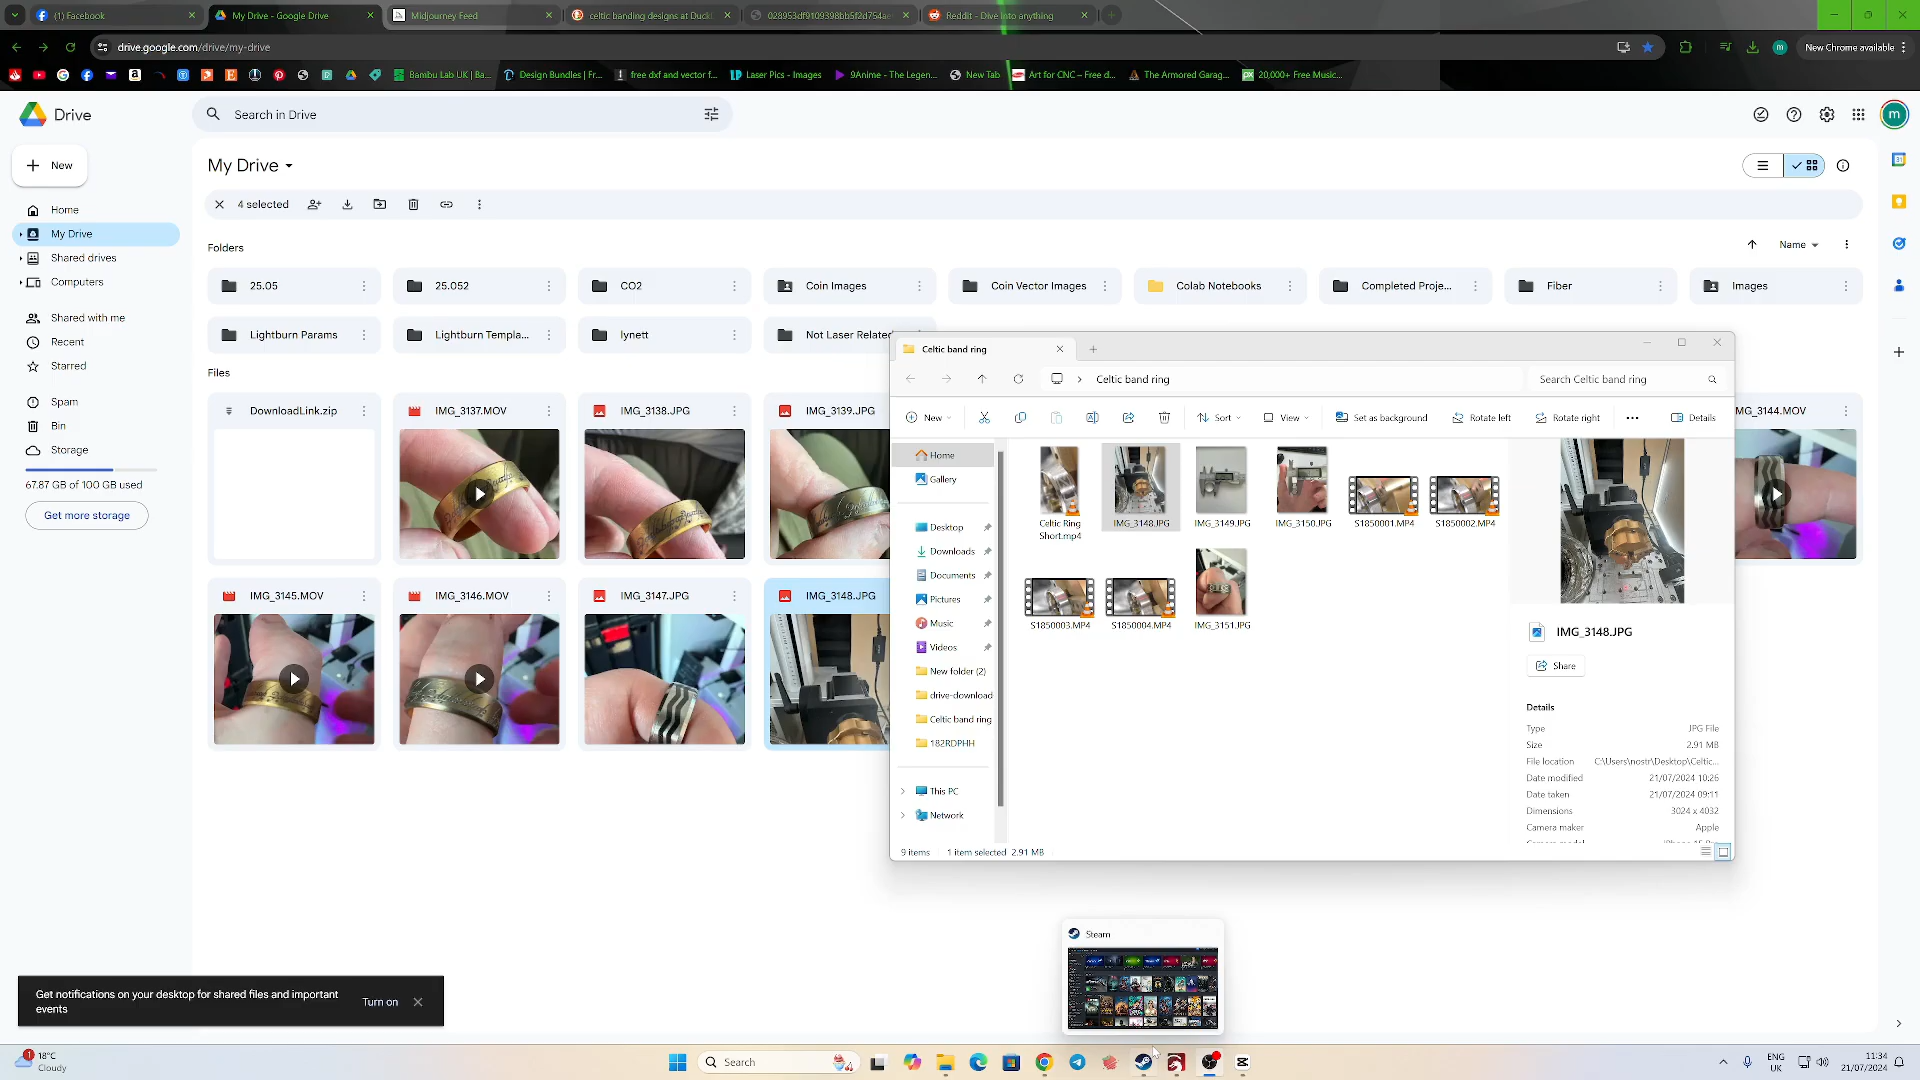 (1) Facebook
My Drive - Google Drive
Midjourney Feed
celtic banding designs at Duckl
028953df9109398bb5f2d754ae
Reddit - Dive into anything
drive.google.com/drive/my-drive
New Chrome available
Bambu Lab UK | Ba...
Design Bundles | Fr...
free dxf and vector f...
Laser Pics - Images
9Anime - The Legen...
New Tab
Art for CNC – Free d...
The Armored Garag...
20,000+ Free Music...
Drive
Search in Drive
m
New
My Drive
4 selected
Home
My Drive
Shared drives
Computers
Shared with me
Recent
Starred
Spam
Bin
Storage
67.87 GB of 100 GB used
Get more storage
Folders
Name
25.05
25.052
CO2
Coin Images
Coin Vector Images
Colab Notebooks
Completed Proje...
Fiber
Images
Lightburn Params
Lightburn Templa...
lynett
Not Laser Related
Files
DownloadLink.zip
IMG_3137.MOV
IMG_3138.JPG
IMG_3139.JPG
MG_3144.MOV
IMG_3145.MOV
IMG_3146.MOV
IMG_3147.JPG
IMG_3148.JPG
Celtic band ring
Celtic band ring
Search Celtic band ring
New
Sort
View
Set as background
Rotate left
Rotate right
Details
Home
Gallery
Desktop
Downloads
Documents
Pictures
Music
Videos
New folder (2)
drive-download
Celtic band ring
182RDPHH
This PC
Network
Celtic Ring
Short.mp4
IMG_3148.JPG
IMG_3149.JPG
IMG_3150.JPG
S1850001.MP4
S1850002.MP4
S1850003.MP4
S1850004.MP4
IMG_3151.JPG
IMG_3148.JPG
Share
Details
Type JPG File
Size 2.91 MB
File location C:\Users\nostr\Desktop\Celtic...
Date modified 21/07/2024 10:26
Date taken 21/07/2024 09:11
Dimensions 3024 x 4032
Camera maker Apple
9 items 1 item selected 2.91 MB
Steam
Get notifications on your desktop for shared files and important
events
Turn on
1
18°C
Cloudy
Search
ENG
UK
11:34
21/07/2024